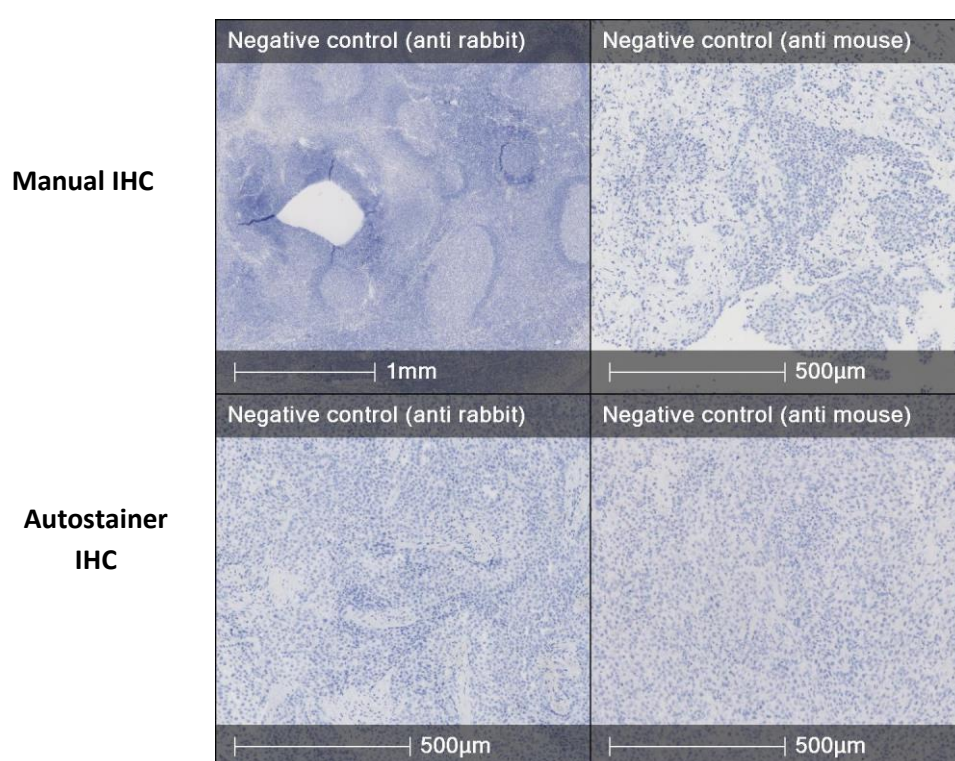 Negative control (anti rabbit)
Negative control (anti mouse)
Manual IHC
1mm
500µm
Negative control (anti rabbit)
Negative control (anti mouse)
Autostainer
IHC
500µm
500µm